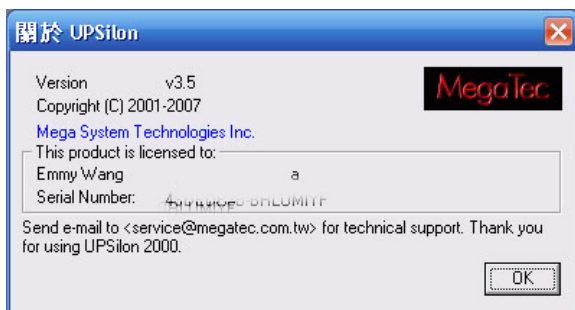 關於 UPSilon
Version v3.5
MegaTec
Copyright (C) 2001-2007
Mega System Technologies Inc.
This product is licensed to:
Emmy Wang a
Serial Number:
Send e-mail to <service@megatec.com.tw> for technical support. Thank you
for using UPSilon 2000.
OK